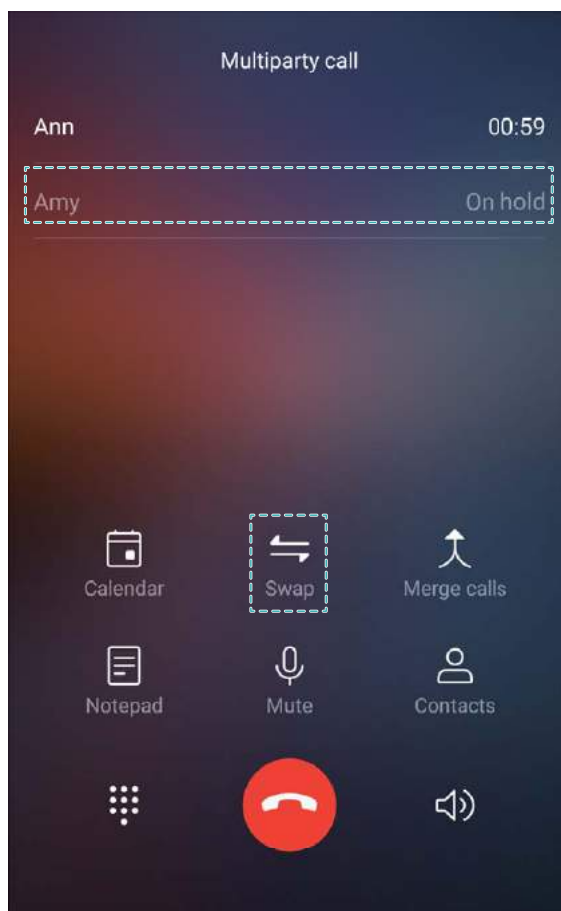 Multiparty call
Ann 00:59
Amy On hold
Calendar Swap Merge calls
Notepad Mute Contacts